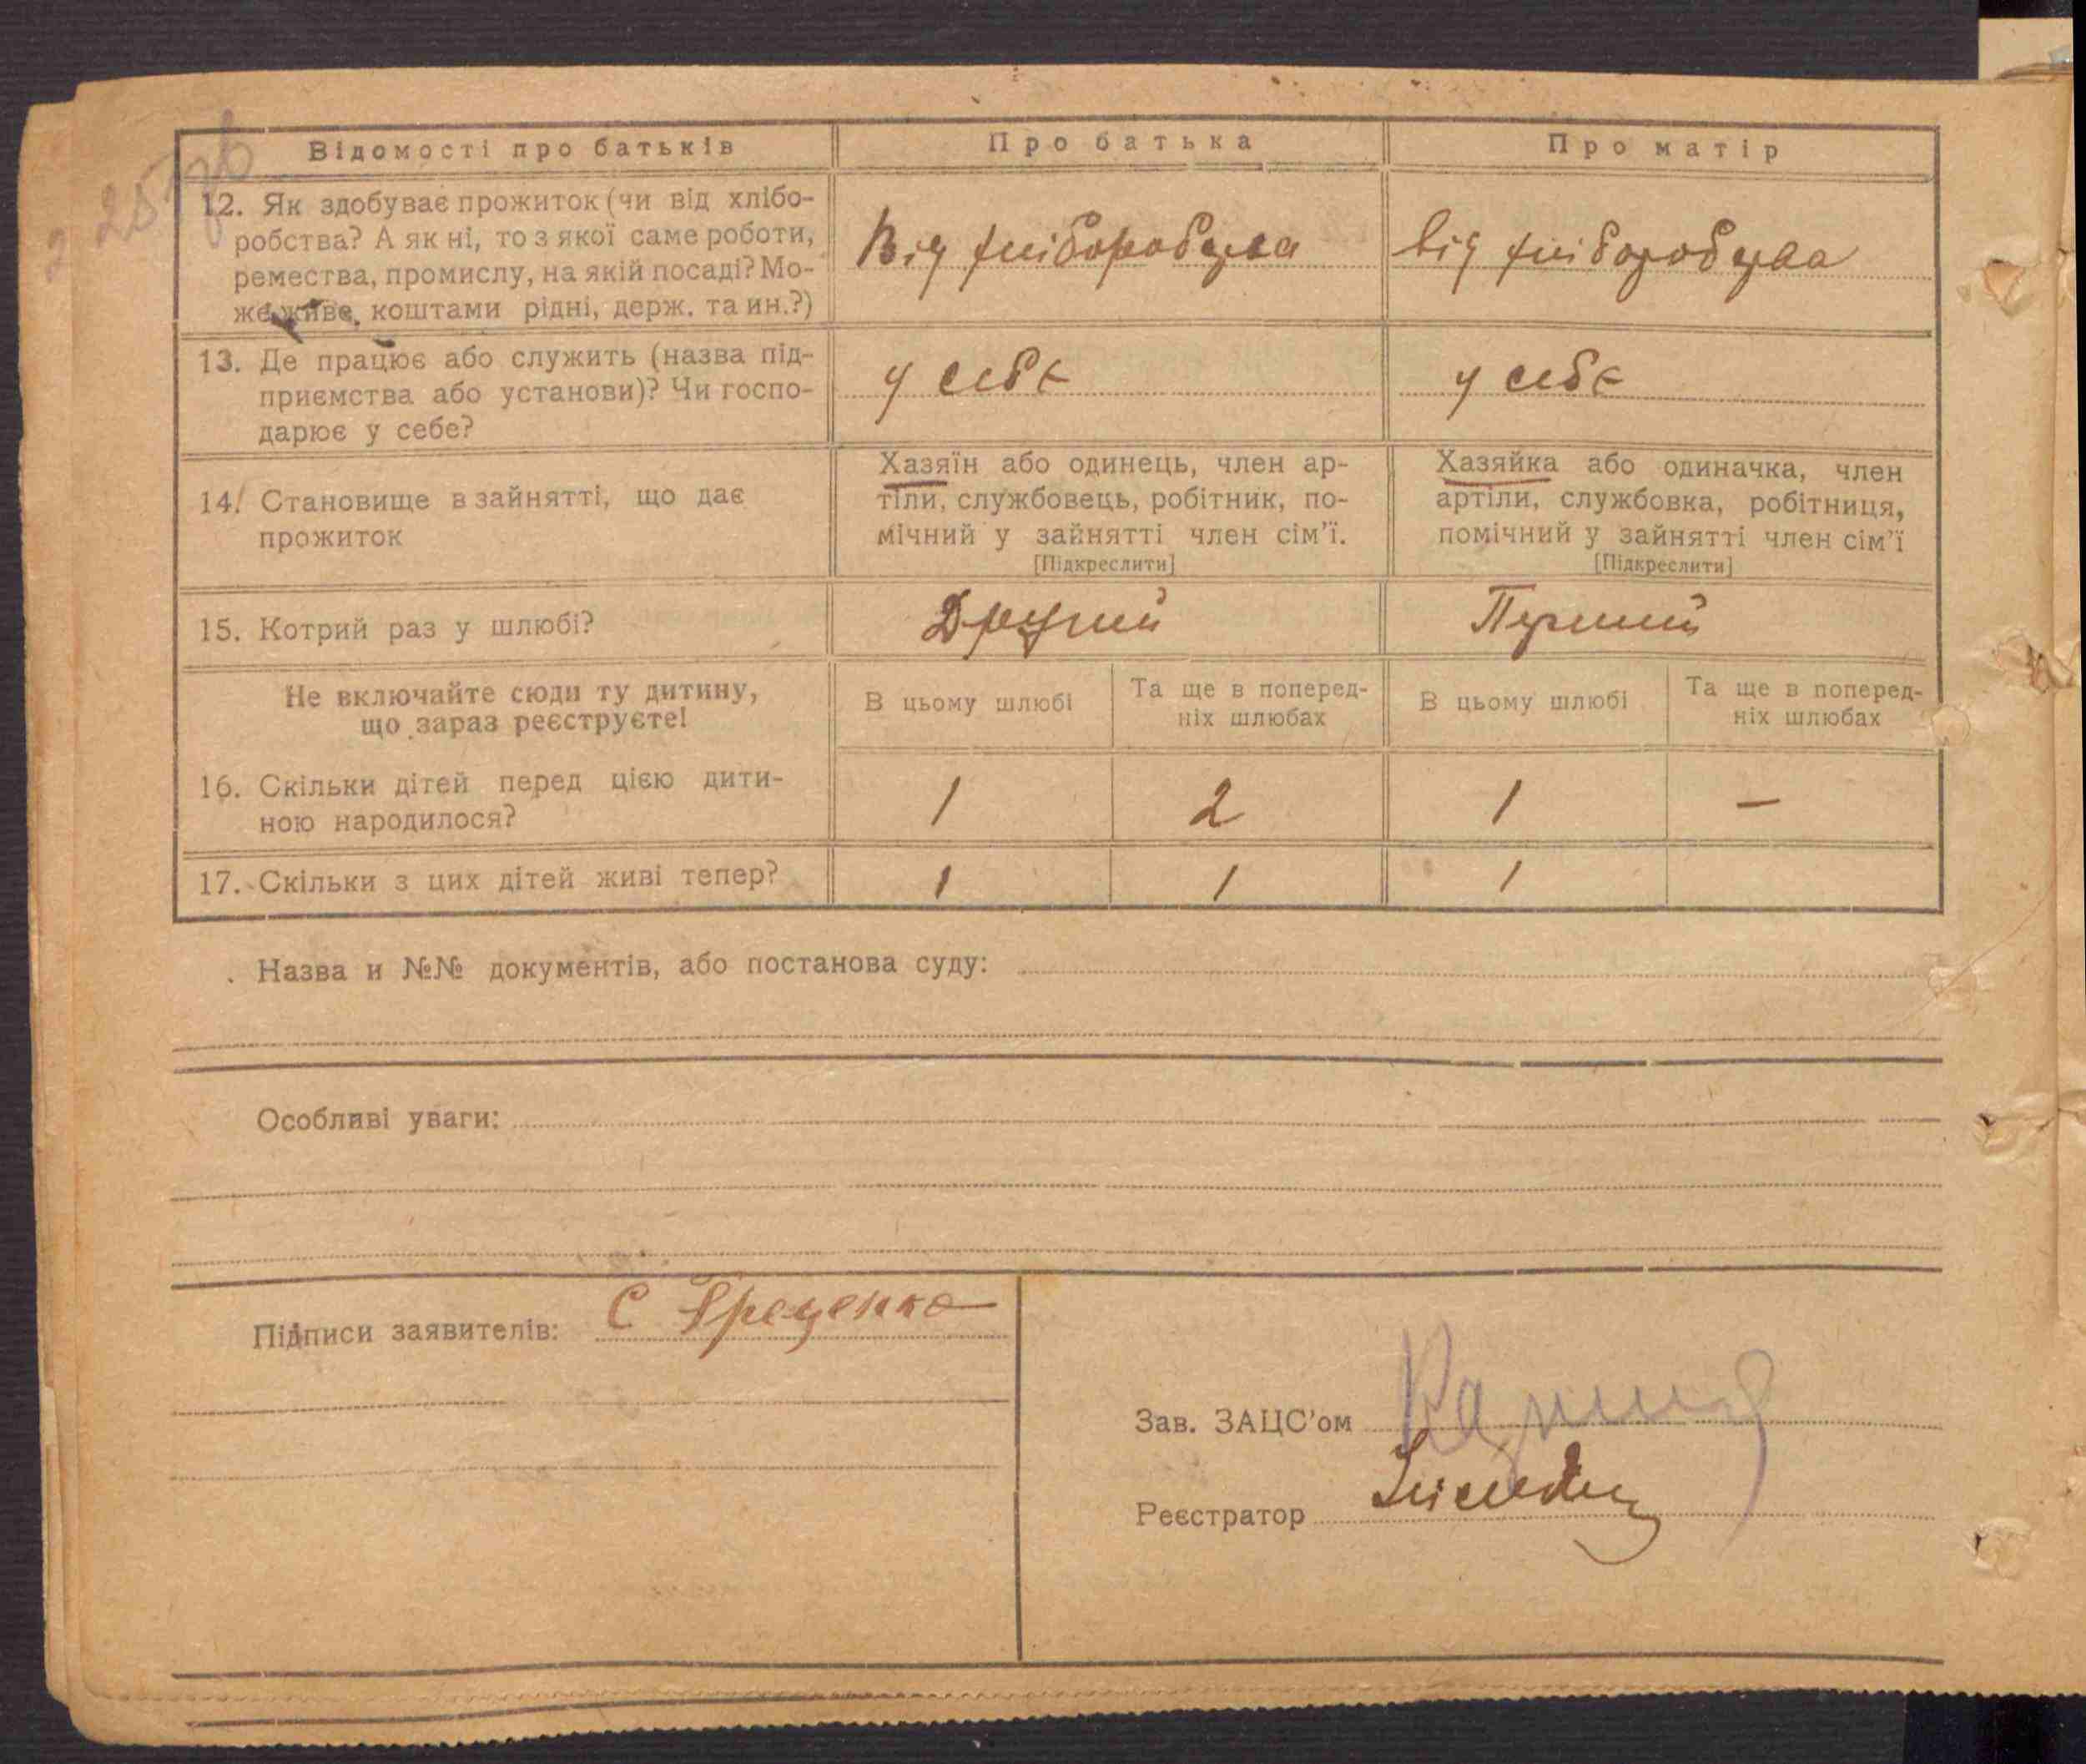 Відомості про батьків
Про батька
Про матір
12. Як здобуває прожиток (чи від хлібо-
робства? А як ні, то з якої саме роботи,
ремества, промислу, на якій посаді? Мо-
же живе, коштами рідні, держ. та ин.?)
Від хліборобства
від хліборобства
13. Де працює або служить (назва під-
приємства або установи)? Чи госпо-
дарює у себе?
у себе
у себе
14. Становище в зайнятті, що дає
прожиток
Хазяїн або одинець, член ар-
тіли, службовець, робітник, по-
мічний у зайнятті член сім'ї.
[Підкреслити]
Хазяйка або одиначка, член
артіли, службовка, робітниця,
помічний у зайнятті член сім'ї
[Підкреслити]
15. Котрий раз у шлюбі?
Другий
Перший
Не включайте сюди ту дитину,
що зараз реєструєте!
В цьому шлюбі
Та ще в поперед-
ніх шлюбах
В цьому шлюбі
Та ще в поперед-
ніх шлюбах
16. Скільки дітей перед цією дити-
ною народилося?
1
2
1
—
17. Скільки з цих дітей живі тепер?
1
1
1
Назва и №№ документів, або постанова суду:
Особливі уваги:
Підписи заявителів: С
Зав. ЗАЦС'ом
Реєстратор